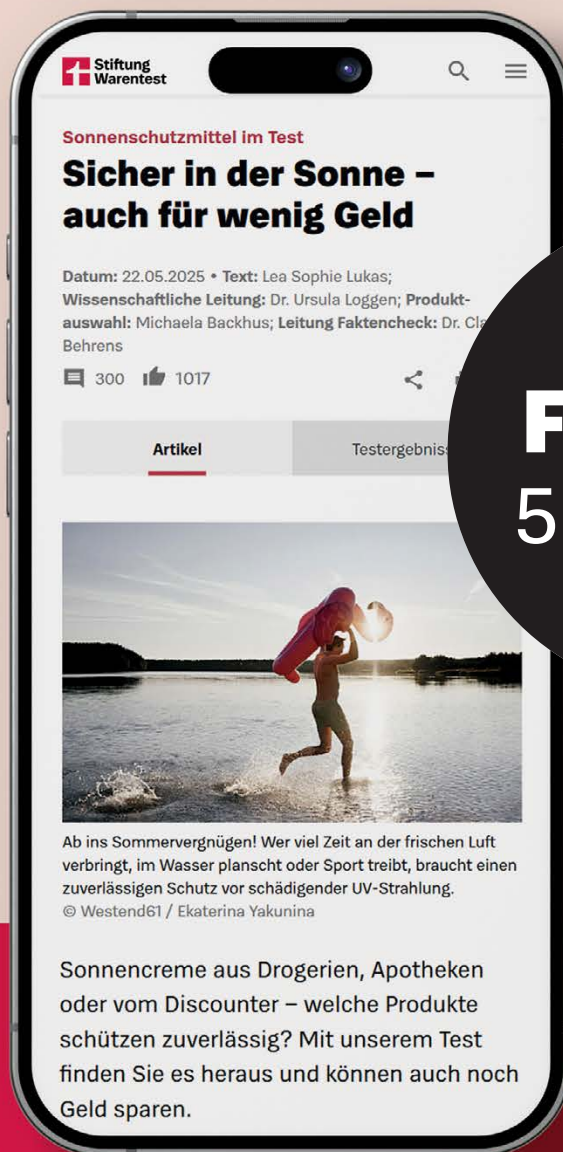 Stiftung
Warentest
Sonnenschutzmittel im Test
Sicher in der Sonne –
auch für wenig Geld
Datum: 22.05.2025 • Text: Lea Sophie Lukas;
Wissenschaftliche Leitung: Dr. Ursula Loggen; Produkt-
auswahl: Michaela Backhus; Leitung Faktencheck: Dr.
Behrens
300 1017
Artikel
5
Ab ins Sommervergnügen! Wer viel Zeit an der frischen Luft
verbringt, im Wasser planscht oder Sport treibt, braucht einen
zuverlässigen Schutz vor schädigender UV-Strahlung.
© Westend61 / Ekaterina Yakunina
Sonnencreme aus Drogerien, Apotheken
oder vom Discounter – welche Produkte
schützen zuverlässig? Mit unserem Test
finden Sie es heraus und können auch noch
Geld sparen.